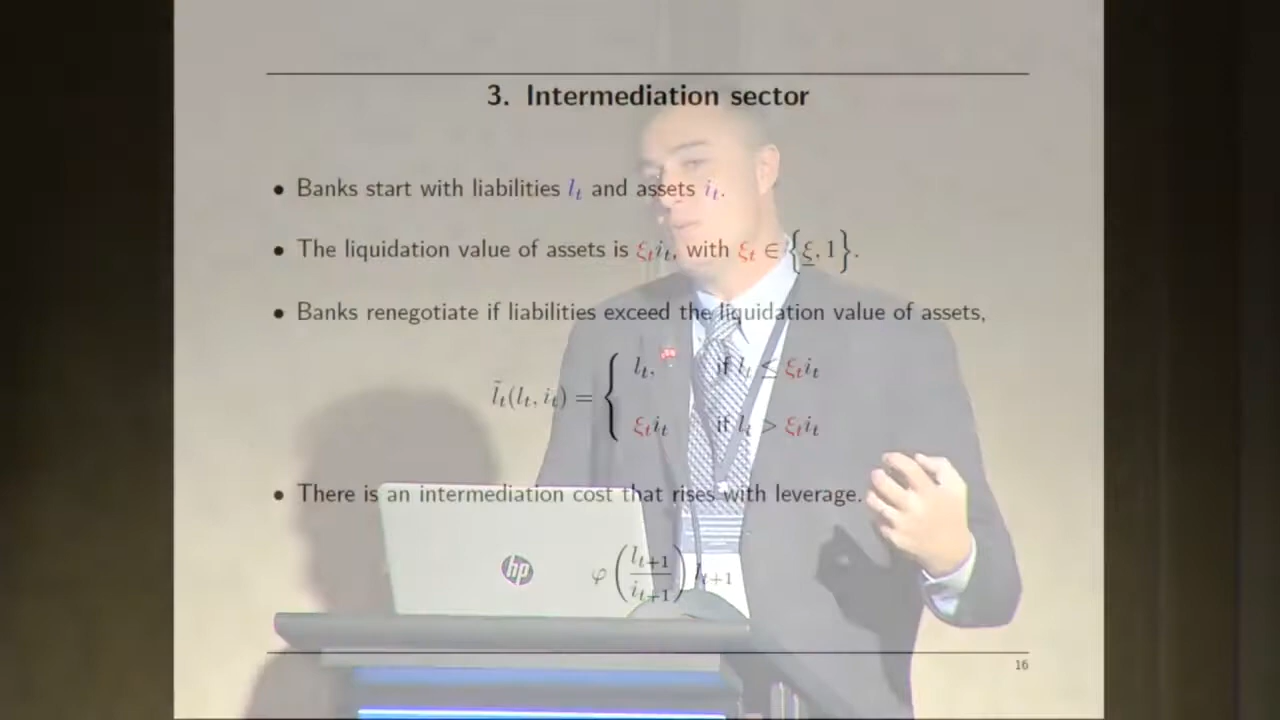 3. Intermediation sector
• Banks start with liabilities l_t and assets i_t.
• The liquidation value of assets is ξ_t i_t, with ξ_t ∈ {ξ̲, 1}.
• Banks renegotiate if liabilities exceed the liquidation value of assets,
l̃_t(l_t, i_t) = { l_t, if l_t ≤ ξ_t i_t
ξ_t i_t if l_t > ξ_t i_t
• There is an intermediation cost that rises with leverage.
φ(l_{t+1} / i_{t+1}) l_{t+1}
hp
16